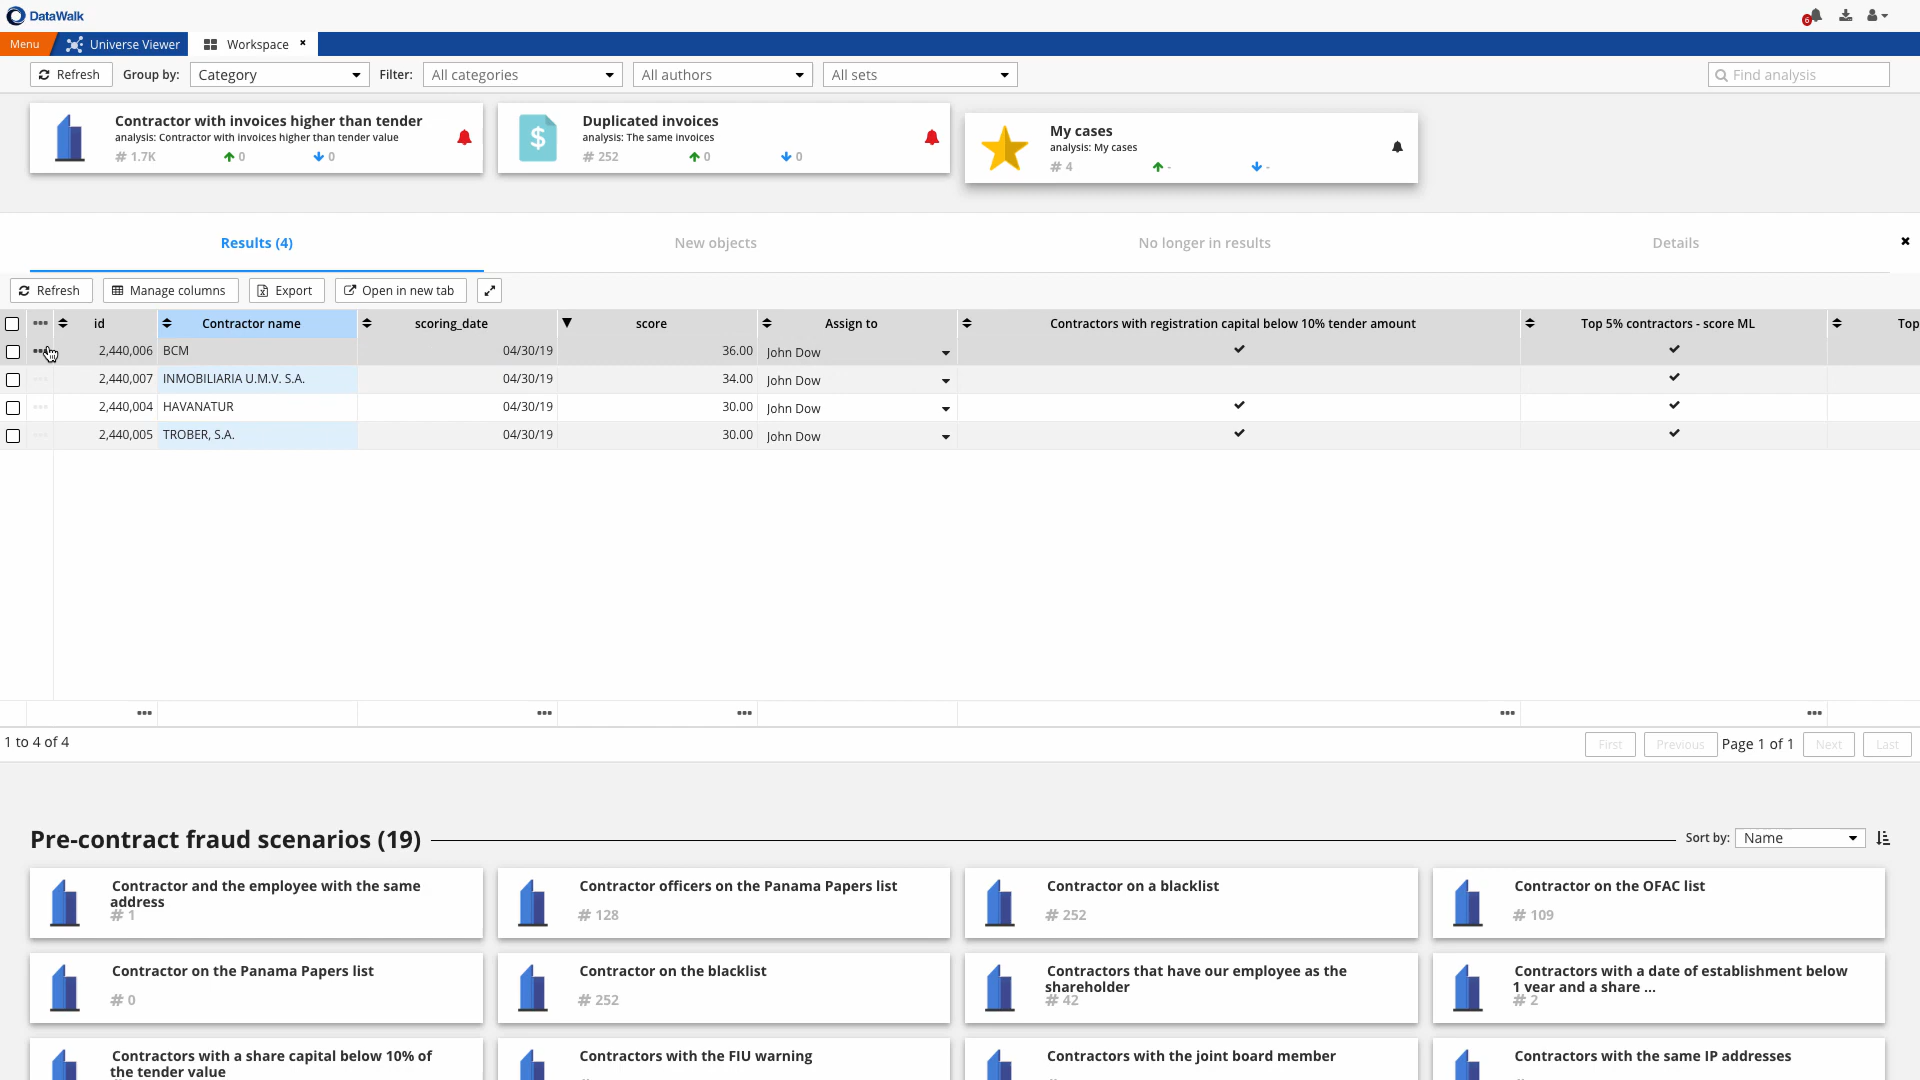 DataWalk
6
Menu
Universe Viewer
Workspace
Refresh
Group by:
Category
Filter:
All categories
All authors
All sets
Find analysis
Contractor with invoices higher than tender
analysis: Contractor with invoices higher than tender value
# 1.7K
0
0
Duplicated invoices
analysis: The same invoices
# 252
0
0
My cases
analysis: My cases
# 4
-
-
Results (4)
New objects
No longer in results
Details
Refresh
Manage columns
Export
Open in new tab
id
Contractor name
scoring_date
score
Assign to
Contractors with registration capital below 10% tender amount
Top 5% contractors - score ML
Top
2,440,006 BCM 04/30/19 36.00 John Dow
2,440,007 INMOBILIARIA U.M.V. S.A. 04/30/19 34.00 John Dow
2,440,004 HAVANATUR 04/30/19 30.00 John Dow
2,440,005 TROBER, S.A. 04/30/19 30.00 John Dow
1 to 4 of 4
First
Previous
Page 1 of 1
Next
Last
Pre-contract fraud scenarios (19)
Sort by:
Name
Contractor and the employee with the same
address
# 1
Contractor officers on the Panama Papers list
# 128
Contractor on a blacklist
# 252
Contractor on the OFAC list
# 109
Contractor on the Panama Papers list
# 0
Contractor on the blacklist
# 252
Contractors that have our employee as the
shareholder
# 42
Contractors with a date of establishment below
1 year and a share ...
# 2
Contractors with a share capital below 10% of
the tender value
Contractors with the FIU warning
Contractors with the joint board member
Contractors with the same IP addresses